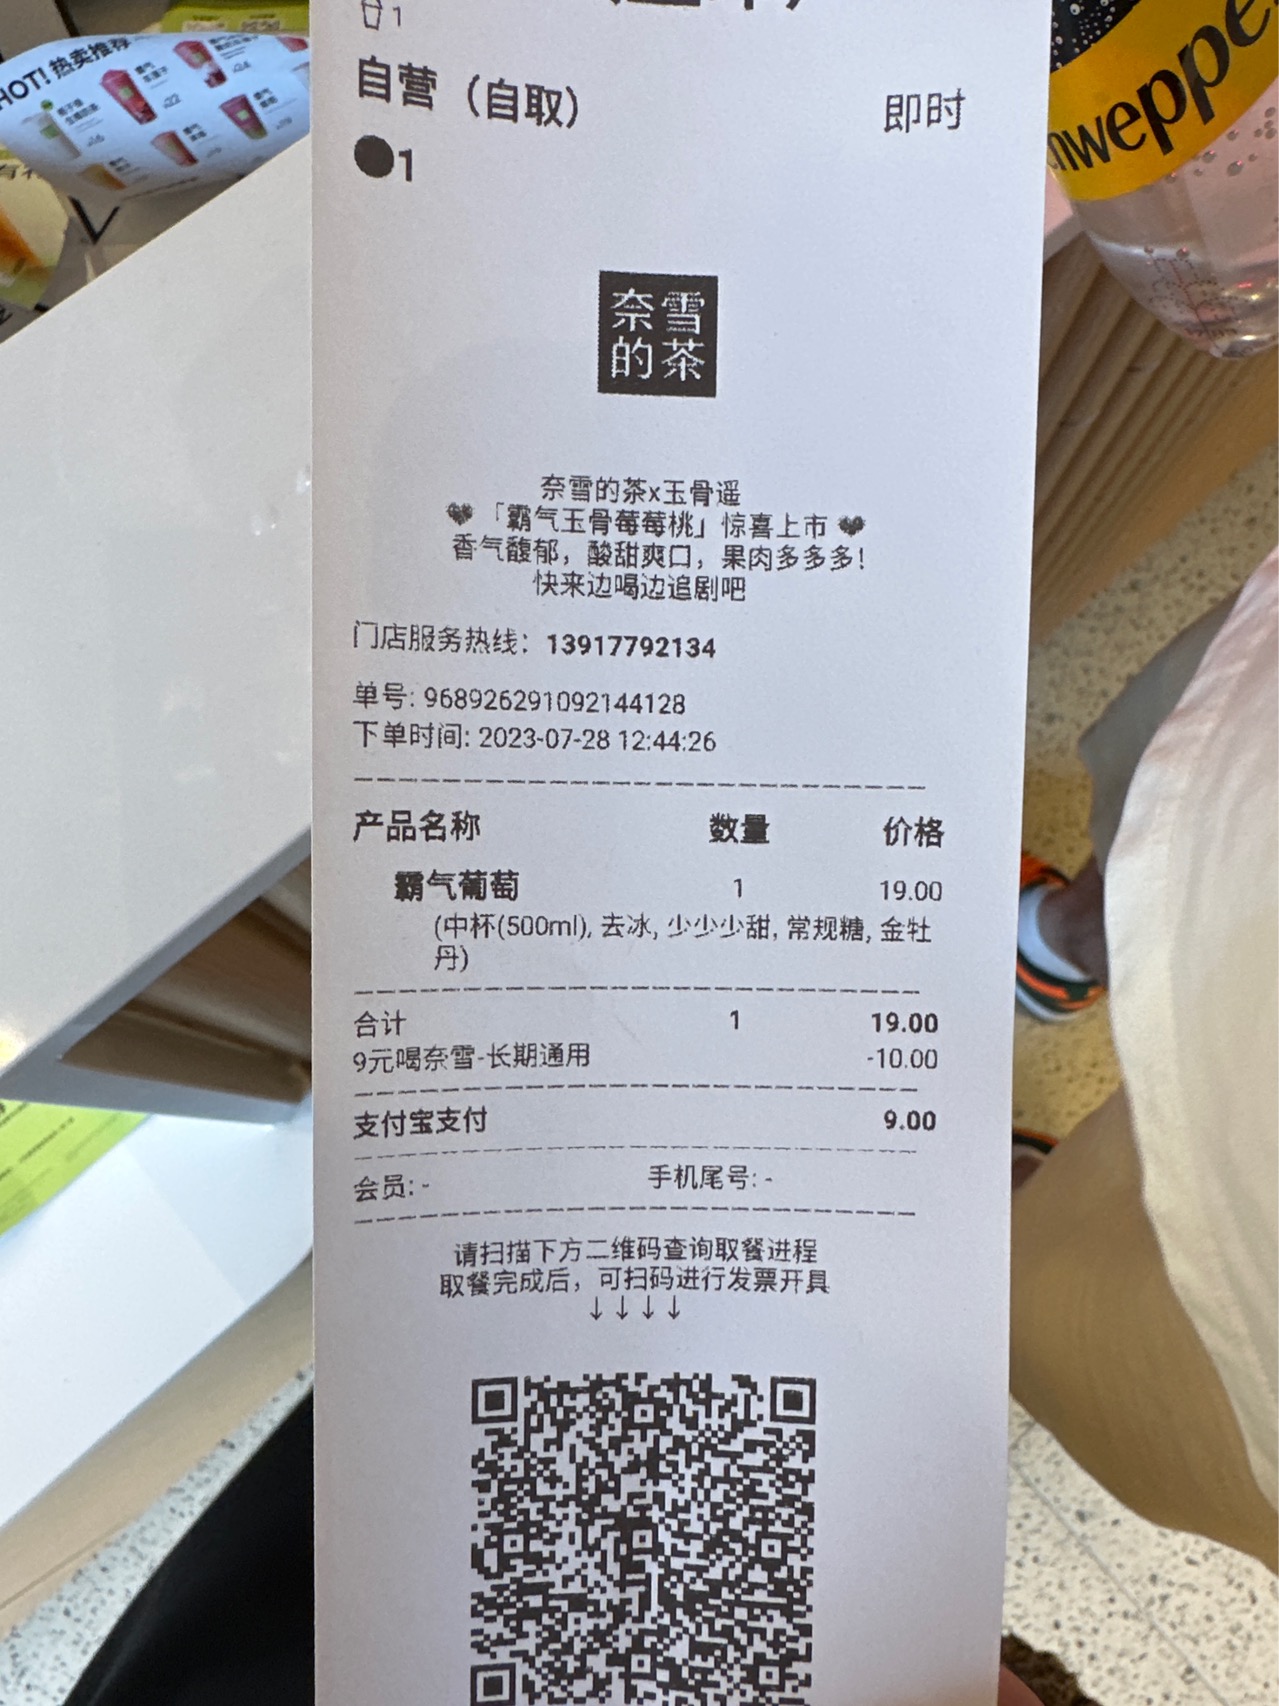 HOT! 热卖推荐
1
自营（自取）
即时
1
奈雪
的茶
奈雪的茶x玉骨遥
「霸气玉骨莓莓桃」惊喜上市
香气馥郁，酸甜爽口，果肉多多多！
快来边喝边追剧吧
门店服务热线：13917792134
单号: 968926291092144128
下单时间: 2023-07-28 12:44:26
产品名称 数量 价格
霸气葡萄 1 19.00
(中杯(500ml), 去冰, 少少少甜, 常规糖, 金牡
丹)
合计 1 19.00
9元喝奈雪-长期通用 -10.00
支付宝支付 9.00
会员: - 手机尾号: -
请扫描下方二维码查询取餐进程
取餐完成后，可扫码进行发票开具
↓↓↓↓